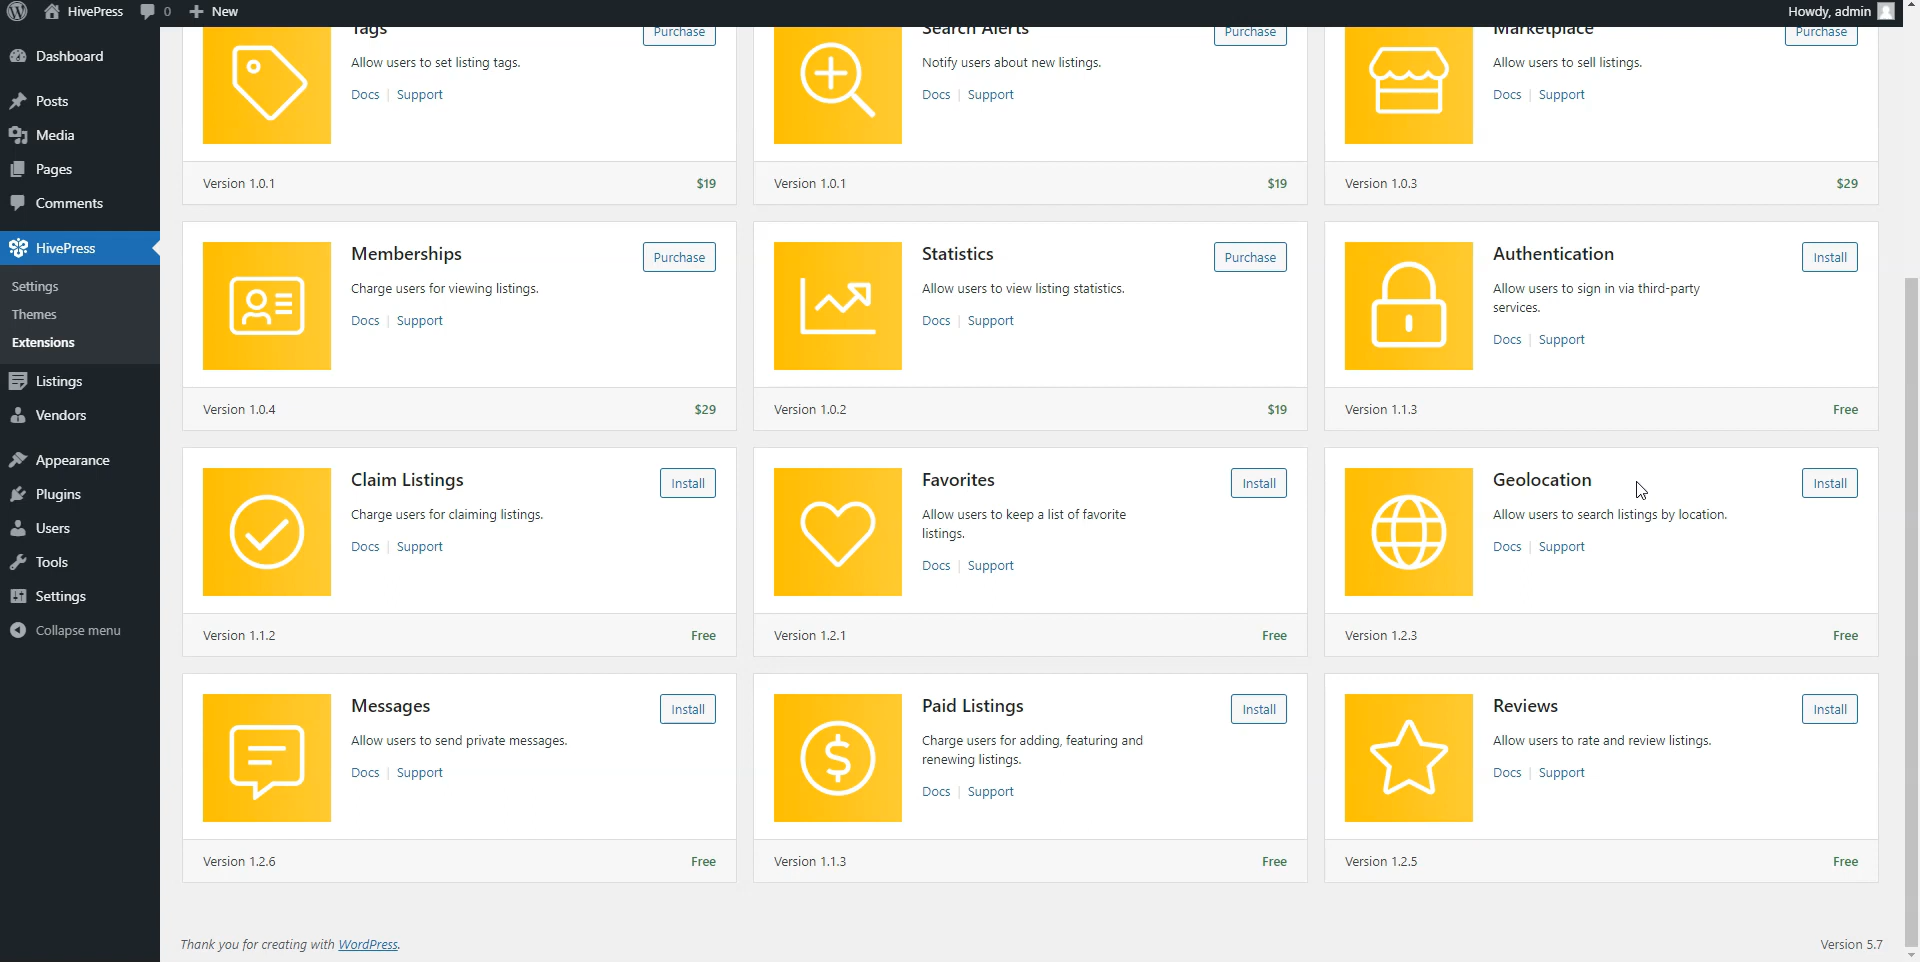 HivePress 0 New Howdy, admin
Dashboard
Posts
Media
Pages
Comments
HivePress
Settings
Themes
Extensions
Listings
Vendors
Appearance
Plugins
Users
Tools
Settings
Collapse menu
Tags Purchase
Allow users to set listing tags.
Docs | Support
Version 1.0.1 $19
Search Alerts Purchase
Notify users about new listings.
Docs | Support
Version 1.0.1 $19
Marketplace Purchase
Allow users to sell listings.
Docs | Support
Version 1.0.3 $29
Memberships Purchase
Charge users for viewing listings.
Docs | Support
Version 1.0.4 $29
Statistics Purchase
Allow users to view listing statistics.
Docs | Support
Version 1.0.2 $19
Authentication Install
Allow users to sign in via third-party
services.
Docs | Support
Version 1.1.3 Free
Claim Listings Install
Charge users for claiming listings.
Docs | Support
Version 1.1.2 Free
Favorites Install
Allow users to keep a list of favorite
listings.
Docs | Support
Version 1.2.1 Free
Geolocation Install
Allow users to search listings by location.
Docs | Support
Version 1.2.3 Free
Messages Install
Allow users to send private messages.
Docs | Support
Version 1.2.6 Free
Paid Listings Install
Charge users for adding, featuring and
renewing listings.
Docs | Support
Version 1.1.3 Free
Reviews Install
Allow users to rate and review listings.
Docs | Support
Version 1.2.5 Free
Thank you for creating with WordPress. Version 5.7